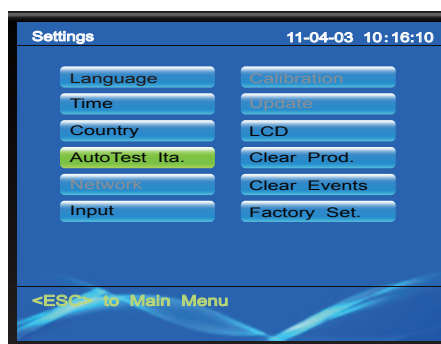 Settings 11-04-03 10:16:10
Language
Time
Country
AutoTest Ita.
Network
Input
Calibration
Update
LCD
Clear Prod.
Clear Events
Factory Set.
<ESC> to Main Menu